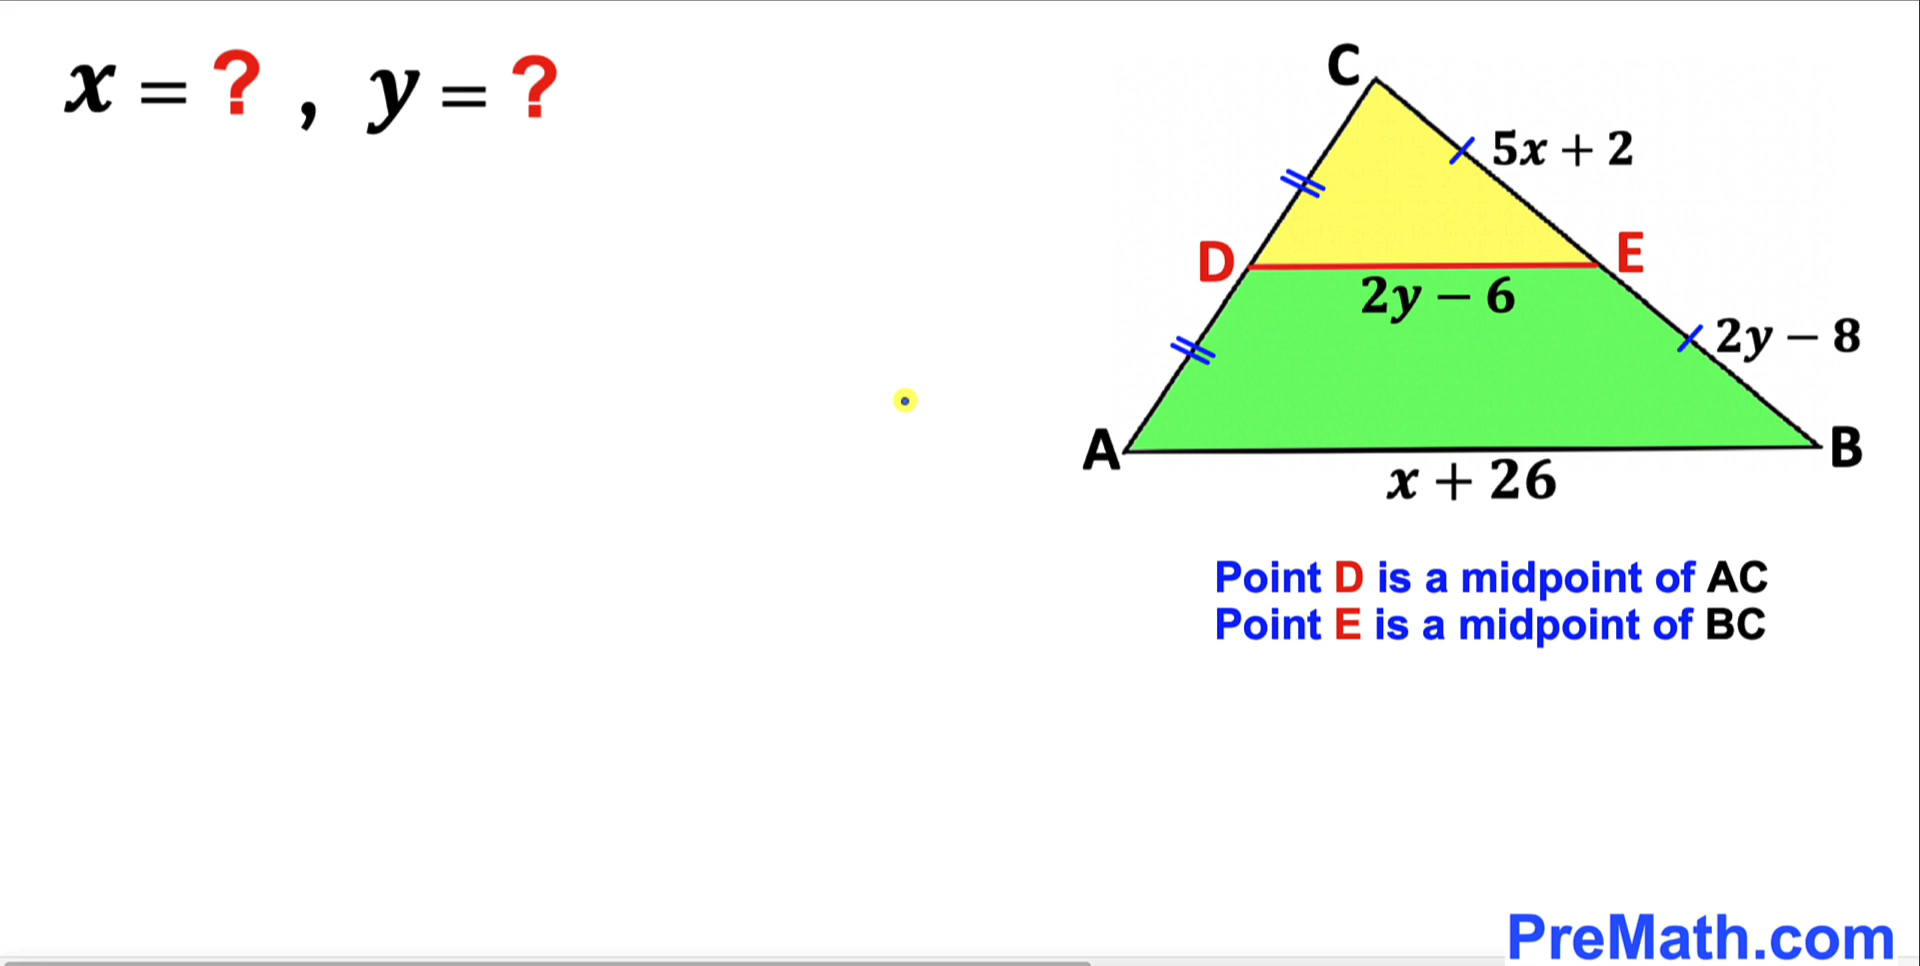 x = ? , y = ?
C
5x + 2
D
E
2y − 6
2y − 8
A
B
x + 26
Point D is a midpoint of AC
Point E is a midpoint of BC
PreMath.com